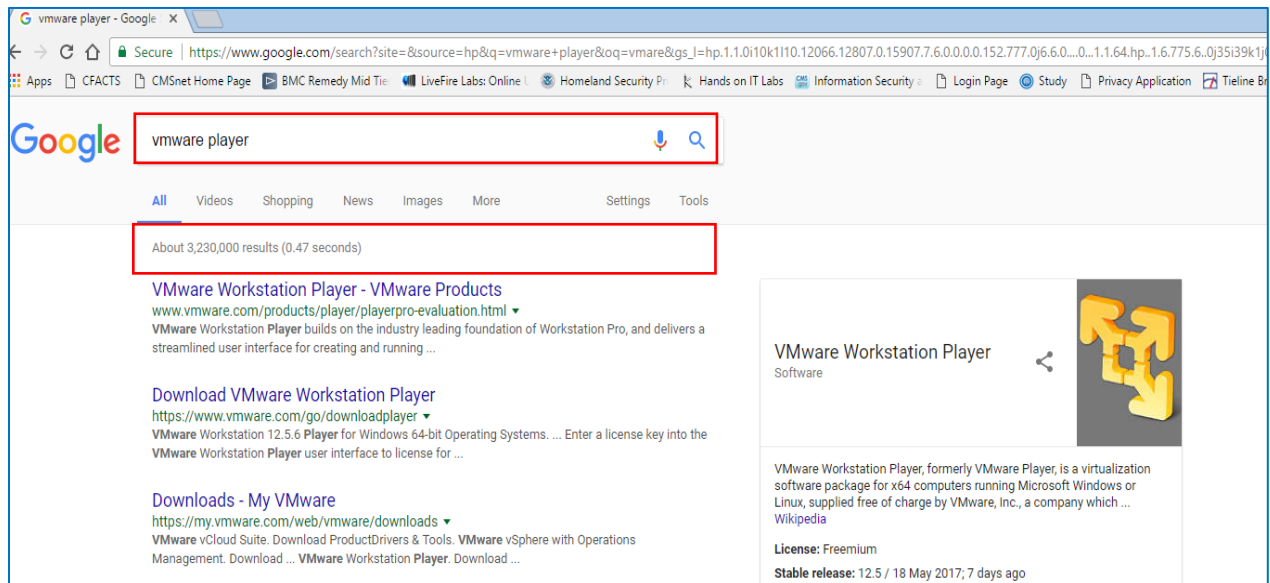 vmware player - Google
Secure | https://www.google.com/search?site=&source=hp&q=vmware+player&oq=vmare&gs_l=hp.1.1.0i10k1l10.12066.12807.0.15907.7.6.0.0.0.0.152.777.0j6.6.0....0...1.1.64.hp..1.6.775.6..0j35i39k1j0
Apps CFACTS CMSnet Home Page BMC Remedy Mid Tie LiveFire Labs: Online Homeland Security Pr Hands on IT Labs Information Security Login Page Study Privacy Application Tieline Br
Google vmware player
All Videos Shopping News Images More Settings Tools
About 3,230,000 results (0.47 seconds)
VMware Workstation Player - VMware Products
www.vmware.com/products/player/playerpro-evaluation.html
VMware Workstation Player builds on the industry leading foundation of Workstation Pro, and delivers a
streamlined user interface for creating and running ...
Download VMware Workstation Player
https://www.vmware.com/go/downloadplayer
VMware Workstation 12.5.6 Player for Windows 64-bit Operating Systems. ... Enter a license key into the
VMware Workstation Player user interface to license for ...
Downloads - My VMware
https://my.vmware.com/web/vmware/downloads
VMware vCloud Suite. Download ProductDrivers & Tools. VMware vSphere with Operations
Management. Download ... VMware Workstation Player. Download ...
VMware Workstation Player
Software
VMware Workstation Player, formerly VMware Player, is a virtualization
software package for x64 computers running Microsoft Windows or
Linux, supplied free of charge by VMware, Inc., a company which ...
Wikipedia
License: Freemium
Stable release: 12.5 / 18 May 2017; 7 days ago